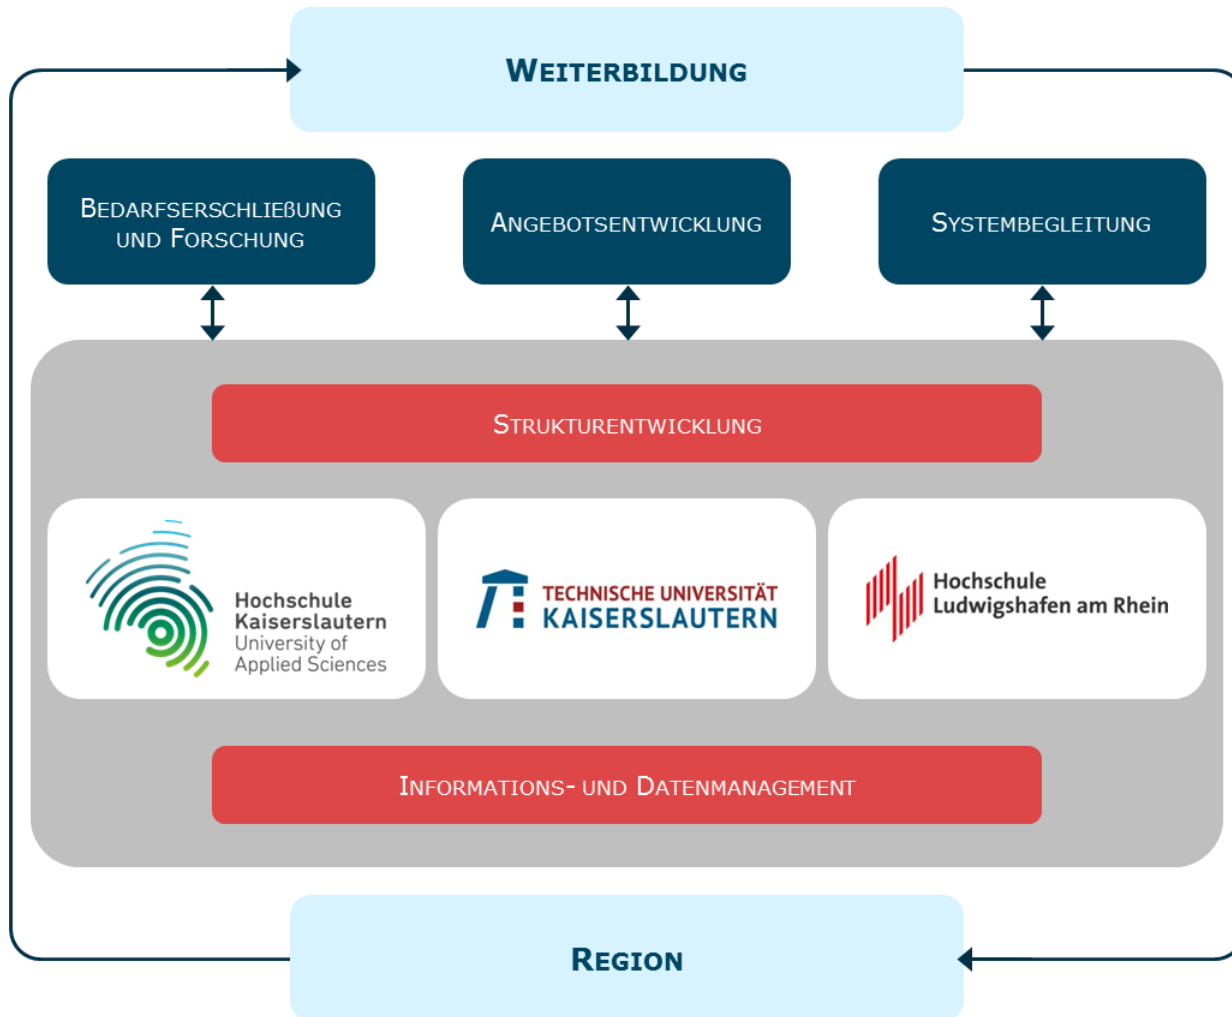 WEITERBILDUNG
BEDARFSERSCHLIEßUNG
UND FORSCHUNG
ANGEBOTSENTWICKLUNG
SYSTEMBEGLEITUNG
STRUKTURENTWICKLUNG
Hochschule
Kaiserslautern
University of
Applied Sciences
TECHNISCHE UNIVERSITÄT
KAISERSLAUTERN
Hochschule
Ludwigshafen am Rhein
INFORMATIONS- UND DATENMANAGEMENT
REGION